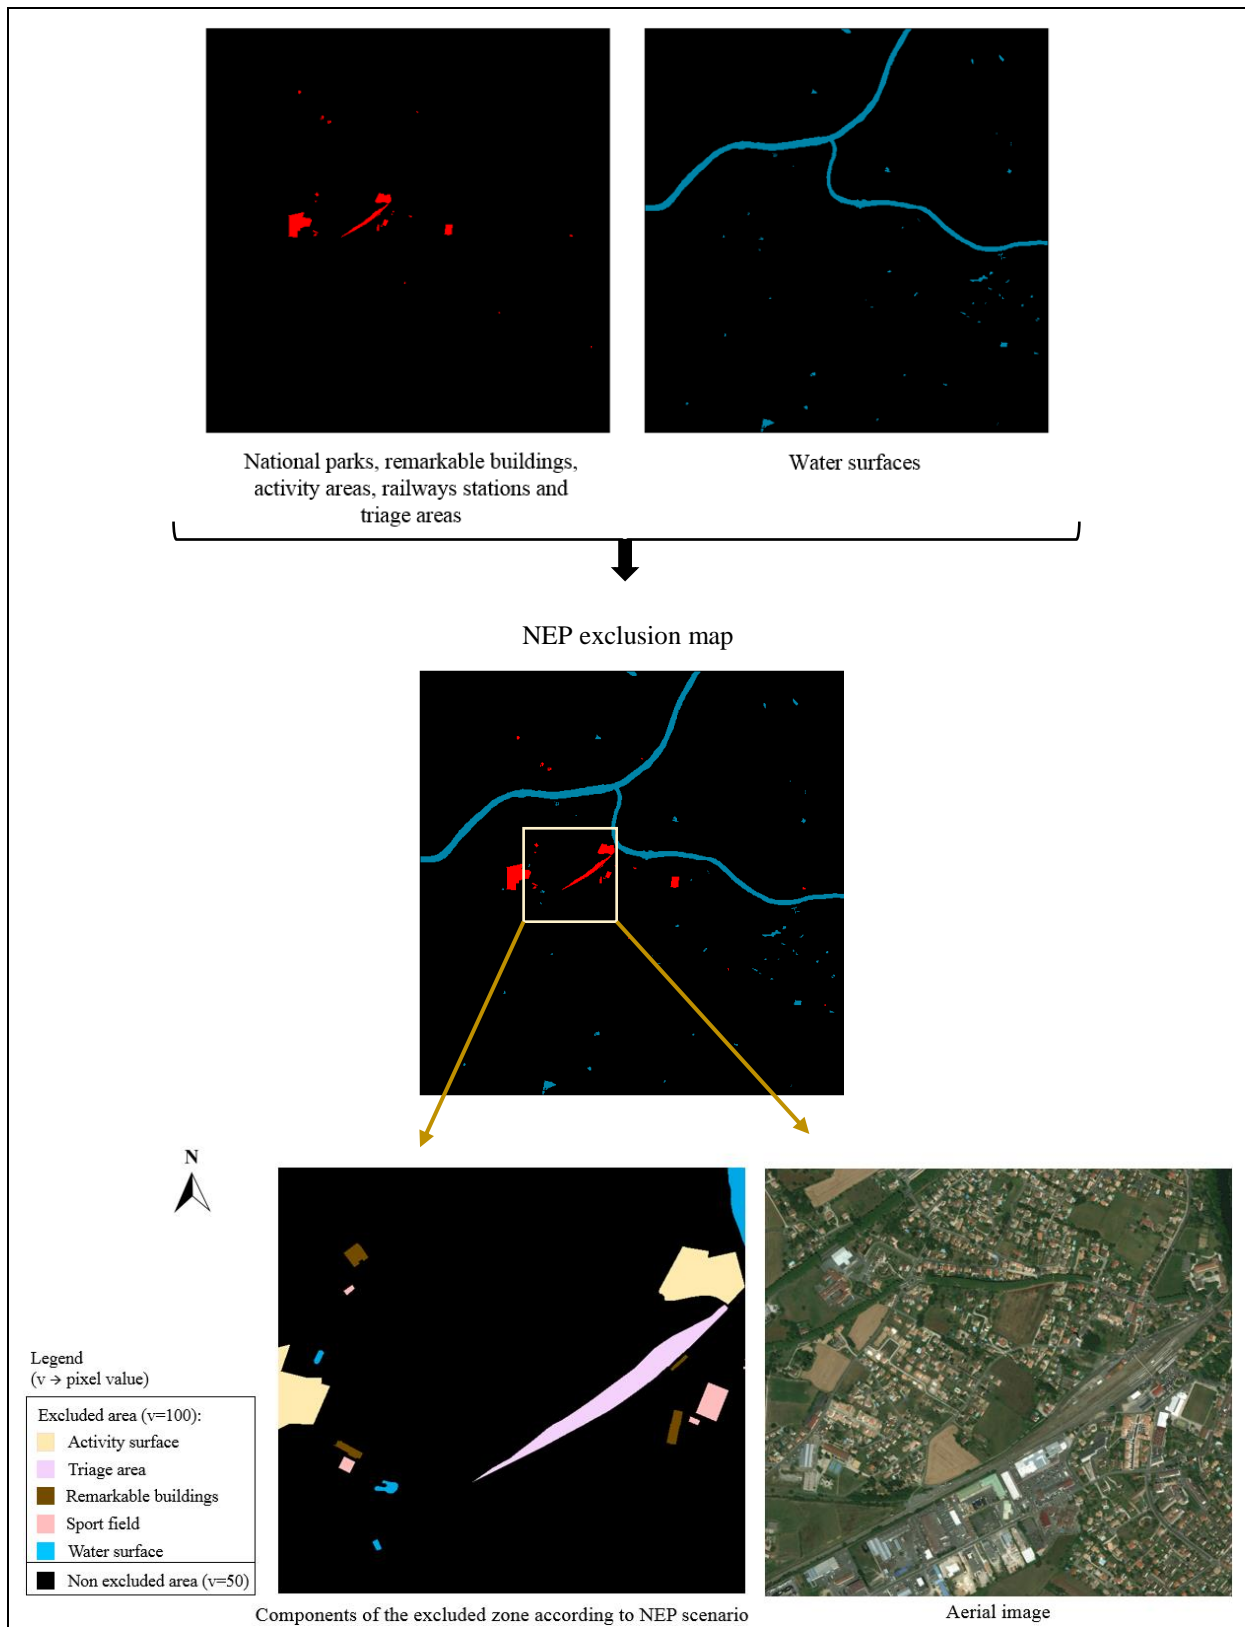 National parks, remarkable buildings,
activity areas, railways stations and
triage areas
Water surfaces
NEP exclusion map
N
Legend
(v → pixel value)
Excluded area (v=100):
Activity surface
Triage area
Remarkable buildings
Sport field
Water surface
Non excluded area (v=50)
Components of the excluded zone according to NEP scenario
Aerial image